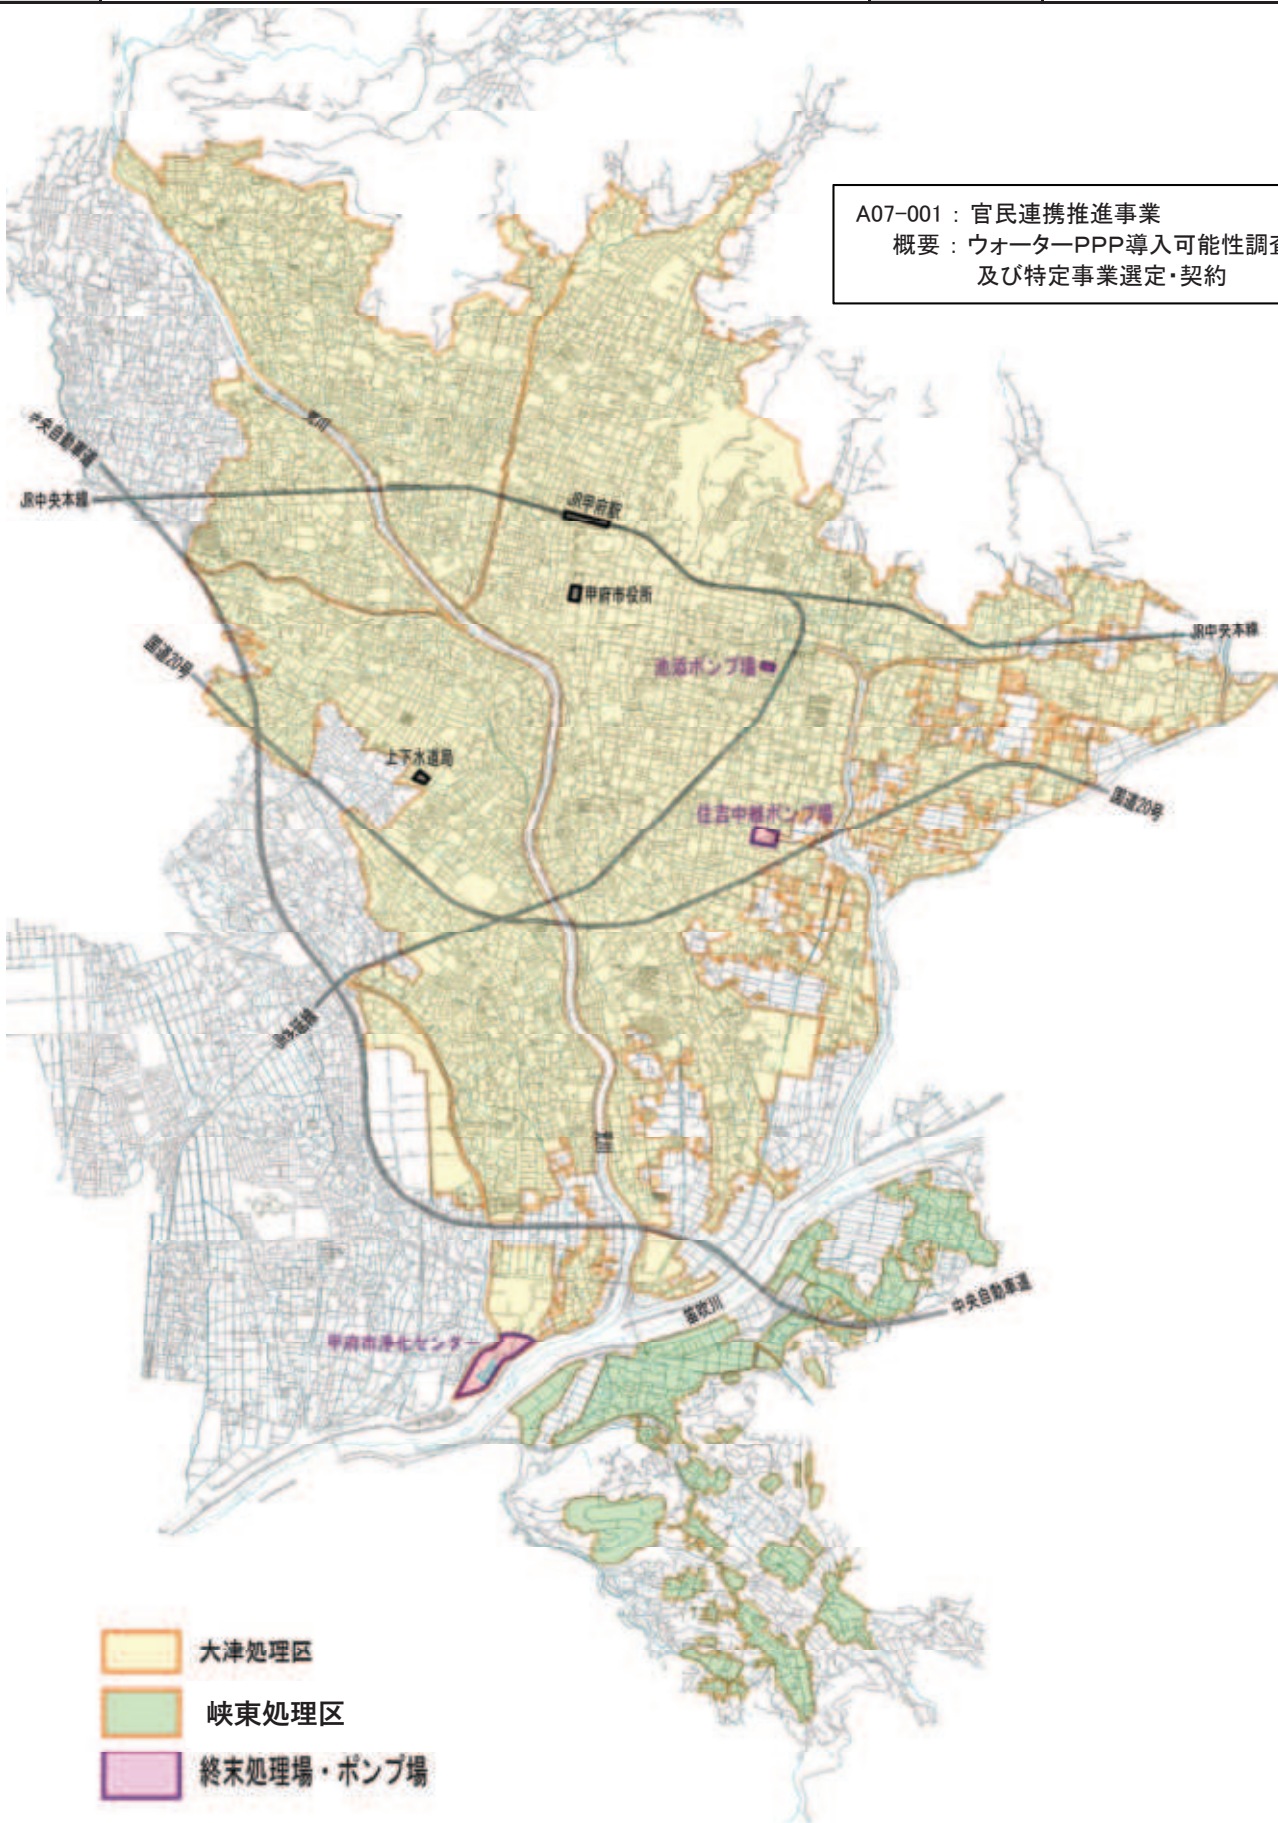 A07-001：官民連携推進事業
概要：ウォーターPPP導入可能性調査
及び特定事業選定・契約
荒川
中央自動車道
JR中央本線
JR甲府駅
甲府市役所
JR中央本線
国道20号
ポンプ場
上下水道局
国道20号
住吉中継ポンプ場
JR身延線
荒川
笛吹川
中央自動車道
甲府市浄化センター
大津処理区
峡東処理区
終末処理場・ポンプ場